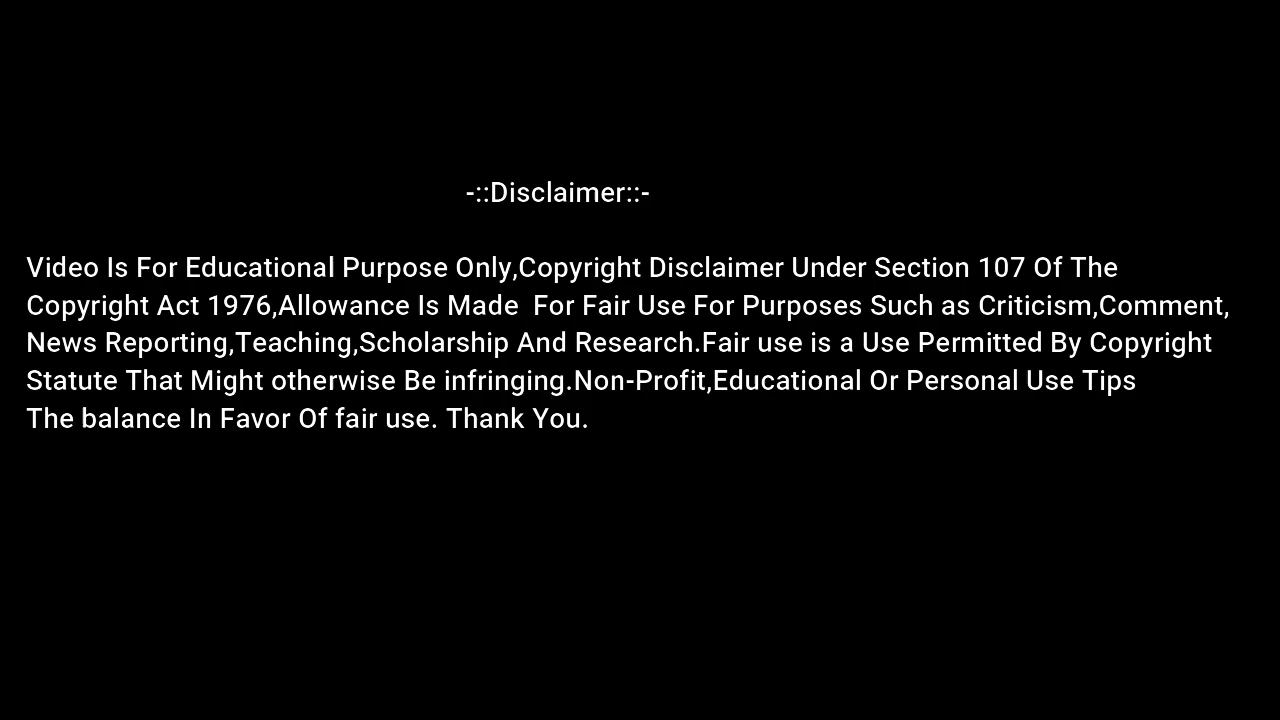 -::Disclaimer::-
Video Is For Educational Purpose Only,Copyright Disclaimer Under Section 107 Of The
Copyright Act 1976,Allowance Is Made  For Fair Use For Purposes Such as Criticism,Comment,
News Reporting,Teaching,Scholarship And Research.Fair use is a Use Permitted By Copyright
Statute That Might otherwise Be infringing.Non-Profit,Educational Or Personal Use Tips
The balance In Favor Of fair use. Thank You.